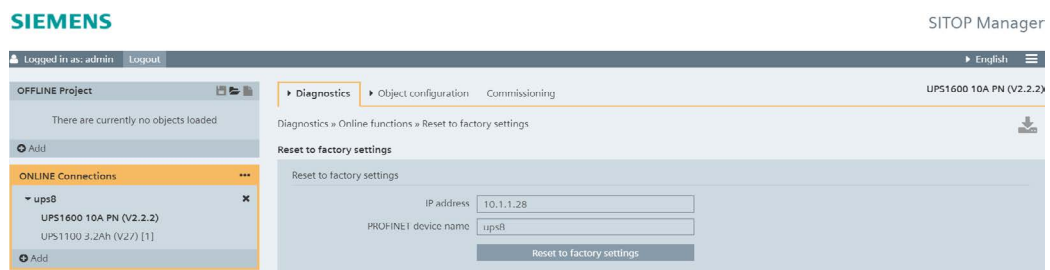 SIEMENS
SITOP Manager
Logged in as: admin Logout
English
OFFLINE Project
There are currently no objects loaded
Add
ONLINE Connections
ups8
UPS1600 10A PN (V2.2.2)
UPS1100 3.2Ah (V27) [1]
Add
Diagnostics Object configuration Commissioning
UPS1600 10A PN (V2.2.2)
Diagnostics » Online functions » Reset to factory settings
Reset to factory settings
Reset to factory settings
IP address 10.1.1.28
PROFINET device name ups8
Reset to factory settings